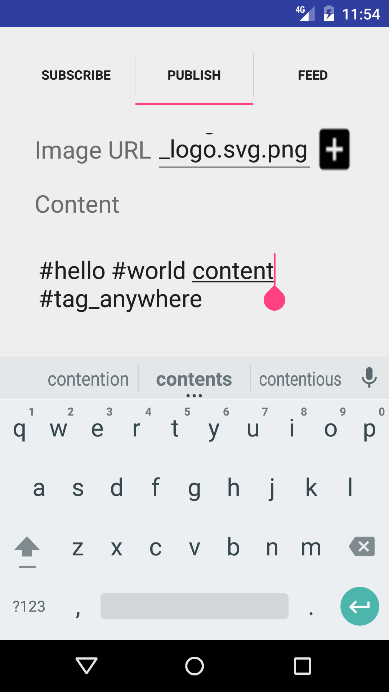 4G 11:54
SUBSCRIBE PUBLISH FEED
Image URL _logo.svg.png
Content
#hello #world content
#tag_anywhere
contention contents contentious
1 2 3 4 5 6 7 8 9 0
q w e r t y u i o p
a s d f g h j k l
z x c v b n m
?123 , .